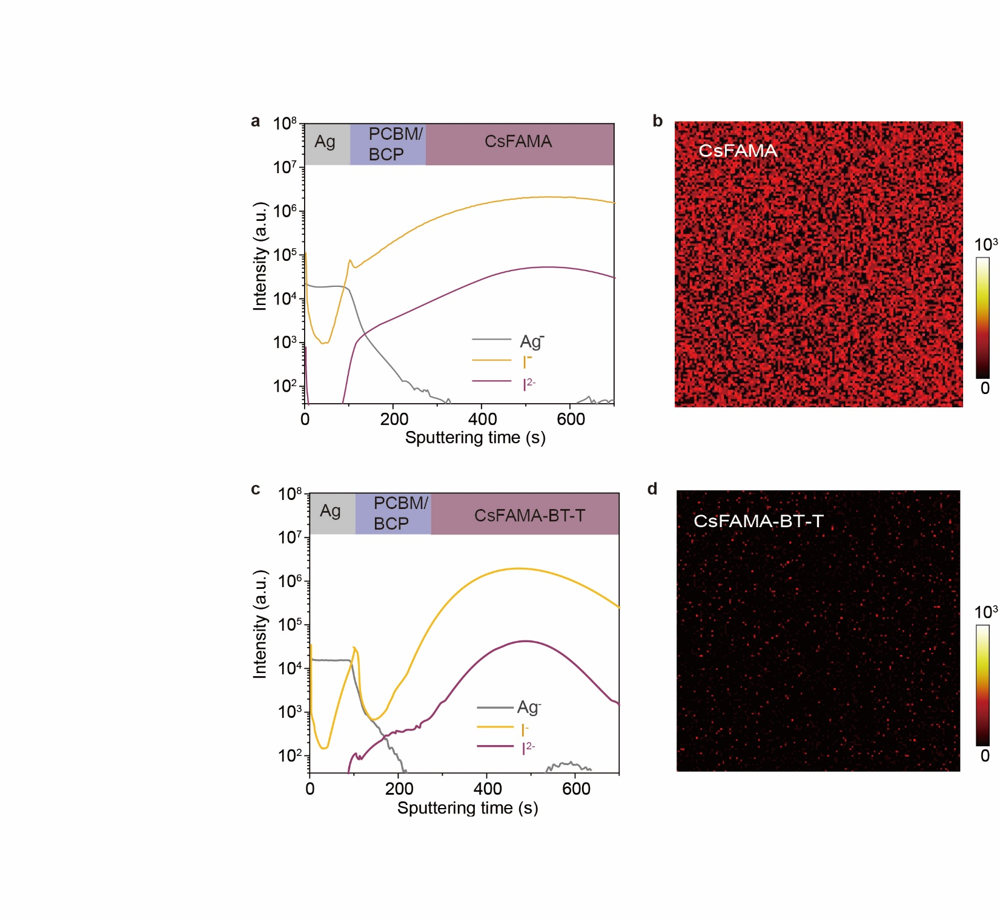 a
10⁸
10⁷
10⁶
10⁵
10⁴
10³
10²
Intensity (a.u.)
Ag
PCBM/
BCP
CsFAMA
Ag⁻
I⁻
I²⁻
0 200 400 600
Sputtering time (s)
b
CsFAMA
10³
0
c
10⁸
10⁷
10⁶
10⁵
10⁴
10³
10²
Intensity (a.u.)
Ag
PCBM/
BCP
CsFAMA-BT-T
Ag⁻
I⁻
I²⁻
0 200 400 600
Sputtering time (s)
d
CsFAMA-BT-T
10³
0